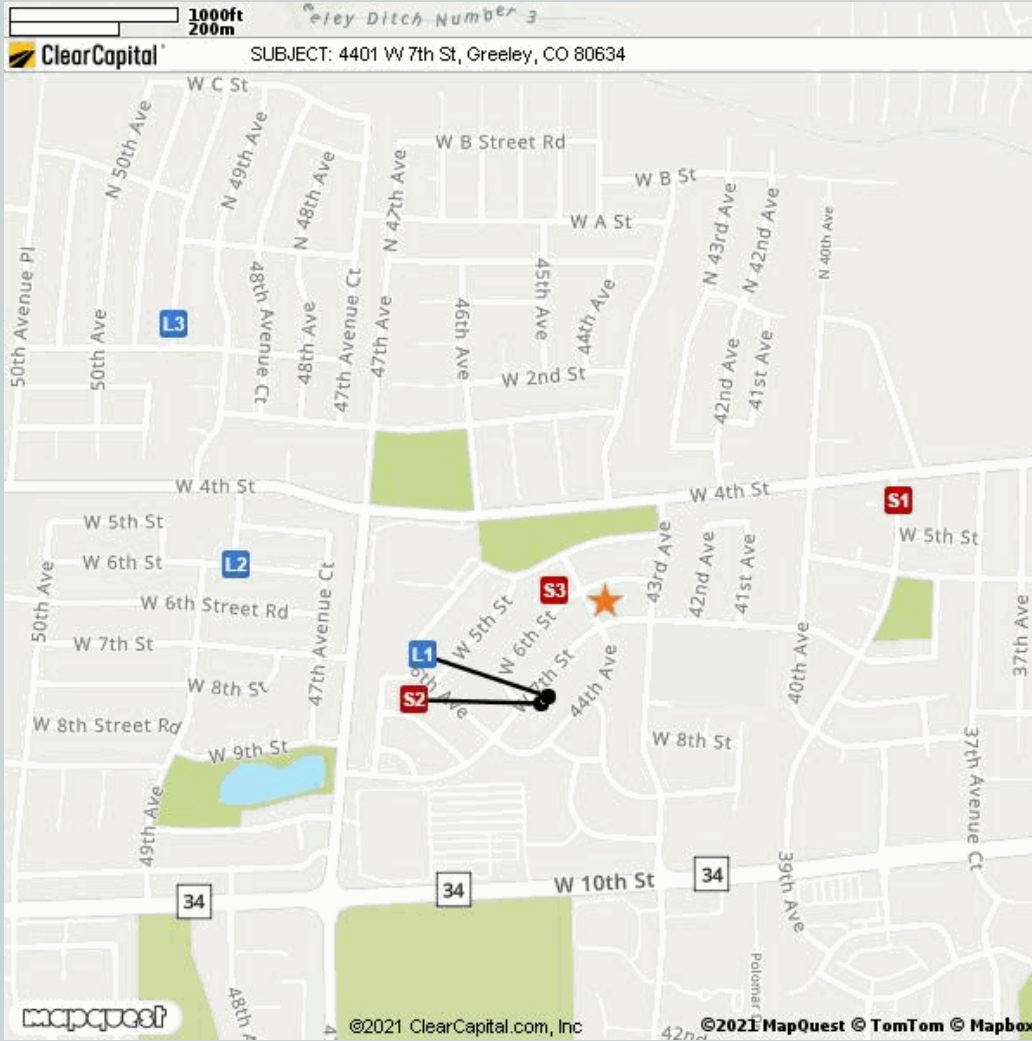 1000ft
200m
eeley Ditch Number 3
ClearCapital
SUBJECT: 4401 W 7th St, Greeley, CO 80634
W C St
N 50th Ave
N 49th Ave
N 48th Ave
N 47th Ave
W B Street Rd
W B St
W A St
N 43rd Ave
N 42nd Ave
N 40th Ave
50th Avenue Pl
50th Ave
L3
48th Avenue Ct
48th Ave
47th Avenue Ct
47th Ave
46th Ave
45th Ave
44th Ave
W 2nd St
42nd Ave
41st Ave
W 4th St
W 4th St
S1
W 5th St
W 5th St
W 6th St
L2
50th Ave
W 6th Street Rd
47th Avenue Ct
S3
W 5th St
W 6th St
43rd Ave
42nd Ave
41st Ave
40th Ave
37th Ave
W 7th St
L1
W 7th St
44th Ave
W 8th St
S2
6th Ave
W 8th Street Rd
W 9th St
W 8th St
37th Avenue Ct
49th Ave
34
34
W 10th St
34
39th Ave
48th A
Polomar
42nd
mapquest
©2021 ClearCapital.com, Inc
©2021 MapQuest © TomTom © Mapbox